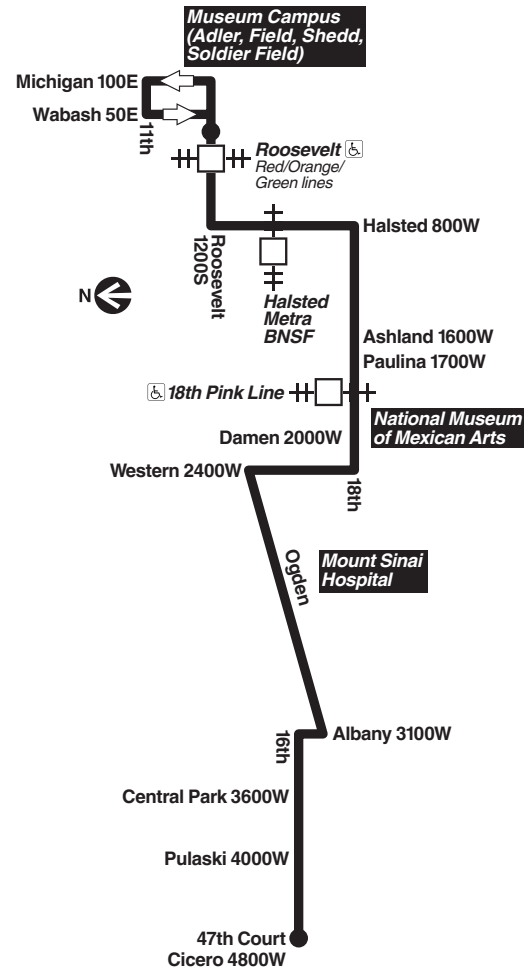 Museum Campus
(Adler, Field, Shedd,
Soldier Field)
Michigan 100E
Wabash 50E
11th
Roosevelt
Red/Orange/
Green lines
Halsted 800W
Roosevelt
1200S
N
Halsted
Metra
BNSF
Ashland 1600W
Paulina 1700W
18th Pink Line
National Museum
of Mexican Arts
Damen 2000W
Western 2400W
18th
Ogden
Mount Sinai
Hospital
16th
Albany 3100W
Central Park 3600W
Pulaski 4000W
47th Court
Cicero 4800W